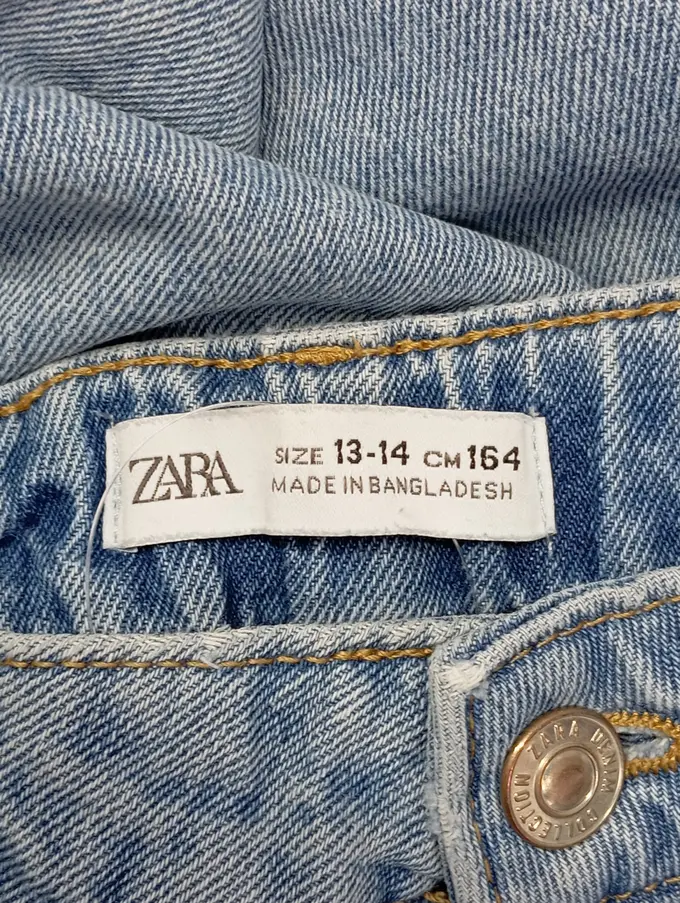 ZARA
SIZE 13-14 CM 164
MADE IN BANGLADESH
ZARA DENIM COLLECTION